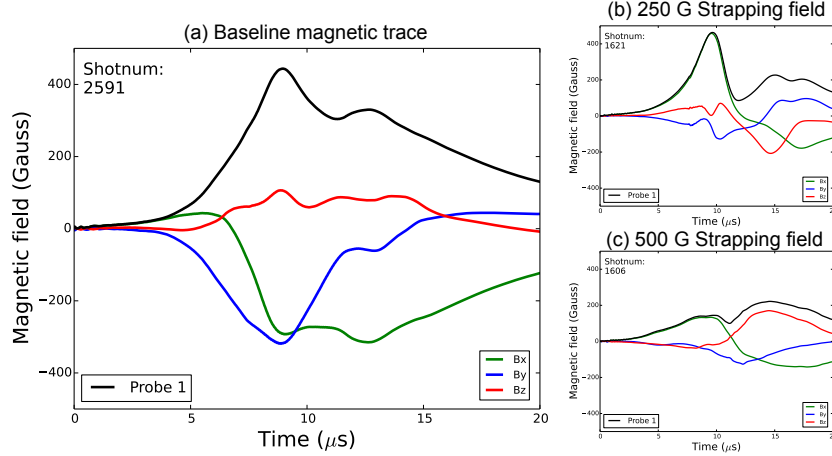 (a) Baseline magnetic trace
Shotnum:
2591
Magnetic field (Gauss)
400
200
0
−200
−400
Probe 1
Bx
By
Bz
0
5
10
15
20
Time (μs)
(b) 250 G Strapping field
Shotnum:
1621
Magnetic field (Gauss)
400
200
0
−200
−400
Probe 1
Bx
By
Bz
0
5
10
15
20
Time (μs)
(c) 500 G Strapping field
Shotnum:
1606
Magnetic field (Gauss)
400
200
0
−200
−400
Probe 1
Bx
By
Bz
0
5
10
15
20
Time (μs)